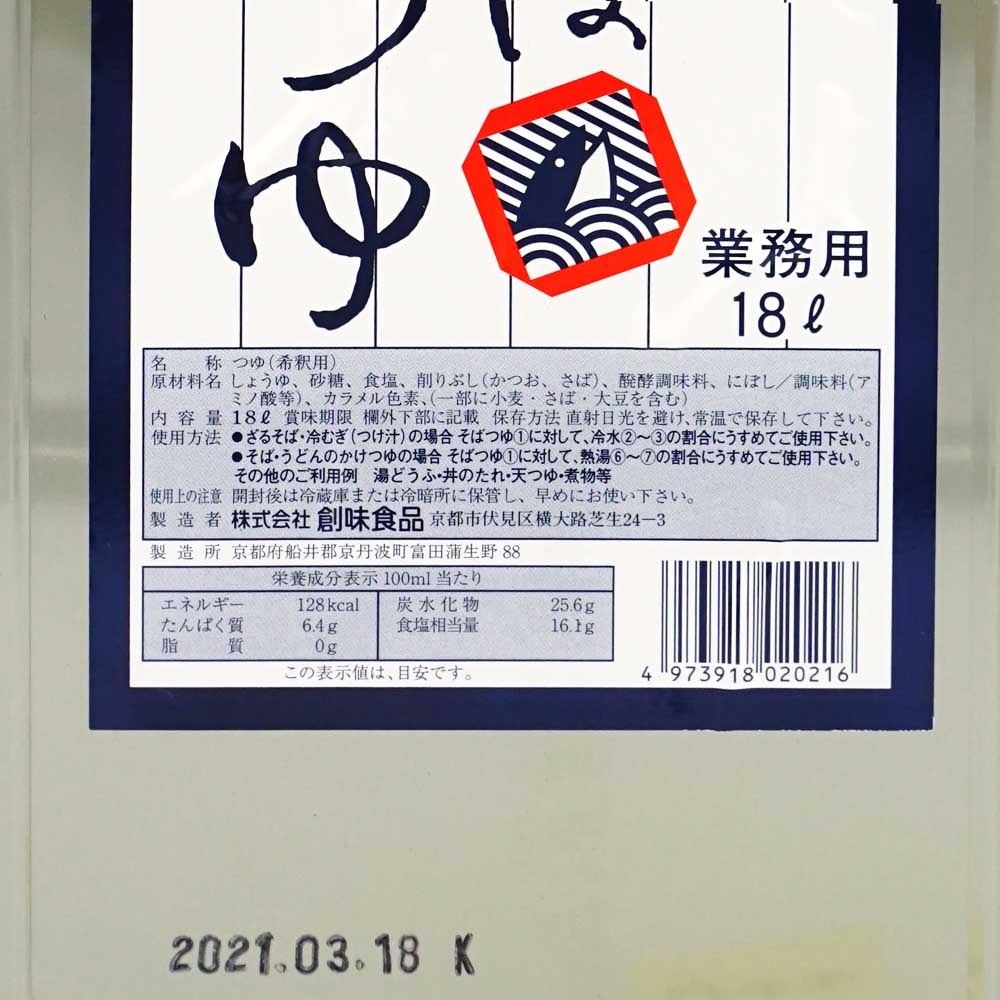 そば
つゆ
業務用
18ℓ
名称 つゆ(希釈用)
原材料名 しょうゆ、砂糖、食塩、削りぶし(かつお、さば)、醗酵調味料、にぼし／調味料(ア
ミノ酸等)、カラメル色素、(一部に小麦・さば・大豆を含む)
内容量 18ℓ 賞味期限 欄外下部に記載 保存方法 直射日光を避け、常温で保存して下さい。
使用方法 ●ざるそば・冷むぎ(つけ汁)の場合 そばつゆ①に対して、冷水②〜③の割合にうすめてご使用下さい。
●そば・うどんのかけつゆの場合 そばつゆ①に対して、熱湯⑥〜⑦の割合にうすめてご使用下さい。
その他のご利用例 湯どうふ・丼のたれ・天つゆ・煮物等
使用上の注意 開封後は冷蔵庫または冷暗所に保管し、早めにお使い下さい。
製造者 株式会社 創味食品 京都市伏見区横大路芝生24-3
製造所 京都府船井郡京丹波町富田蒲生野88
栄養成分表示100ml当たり
エネルギー 128kcal 炭水化物 25.6g
たんぱく質 6.4g 食塩相当量 16.1g
脂質 0g
この表示値は、目安です。
4 973918 020216
2021.03.18 K